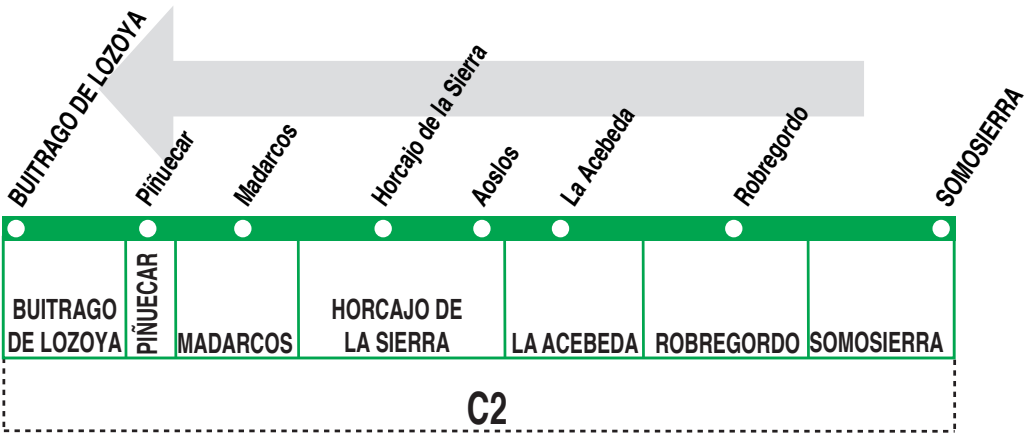 BUITRAGO DE LOZOYA
Piñuecar
Madarcos
Horcajo de la Sierra
Aoslos
La Acebeda
Robregordo
SOMOSIERRA
BUITRAGO
DE LOZOYA
PIÑUECAR
MADARCOS
HORCAJO DE
LA SIERRA
LA ACEBEDA
ROBREGORDO
SOMOSIERRA
C2